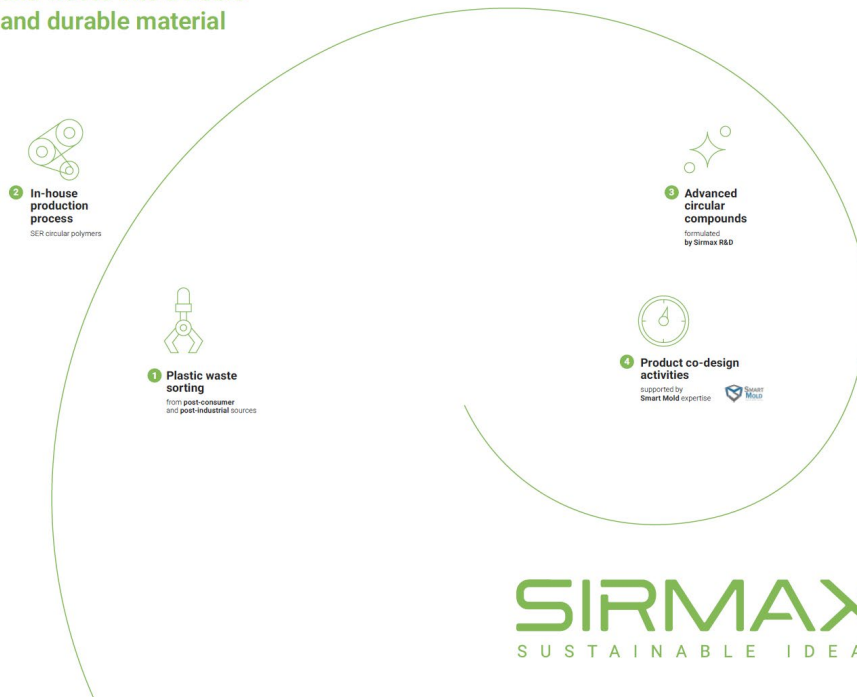 and durable material
2 In-house
production
process
SER circular polymers
3 Advanced
circular
compounds
formulated
by Sirmax R&D
1 Plastic waste
sorting
from post-consumer
and post-industrial sources
4 Product co-design
activities
supported by
Smart Mold expertise
SMART
MOLD
SIRMAX
SUSTAINABLE IDEA